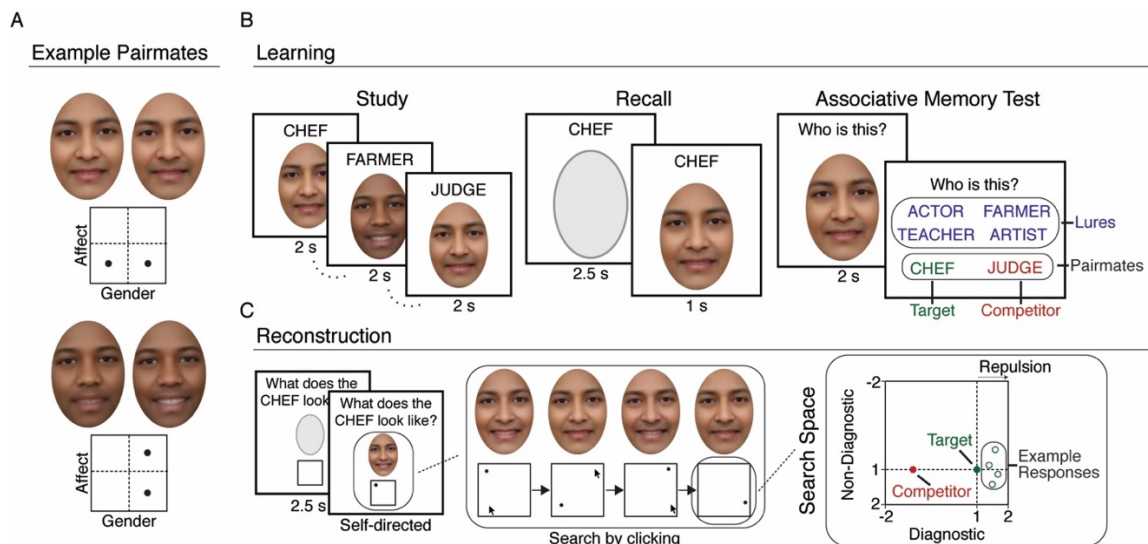 A
Example Pairmates
Affect
Gender
Affect
Gender
B
Learning
Study
CHEF
FARMER
JUDGE
2 s
2 s
2 s
Recall
CHEF
CHEF
2.5 s
1 s
Associative Memory Test
Who is this?
Who is this?
ACTOR FARMER
TEACHER ARTIST
CHEF JUDGE
Lures
Pairmates
2 s
Target
Competitor
C
Reconstruction
What does the
CHEF look
What does the
CHEF look like?
2.5 s
Self-directed
Search by clicking
Search Space
Repulsion
-2
Non-Diagnostic
1
2
Target
Competitor
Example
Responses
-2
1
2
Diagnostic